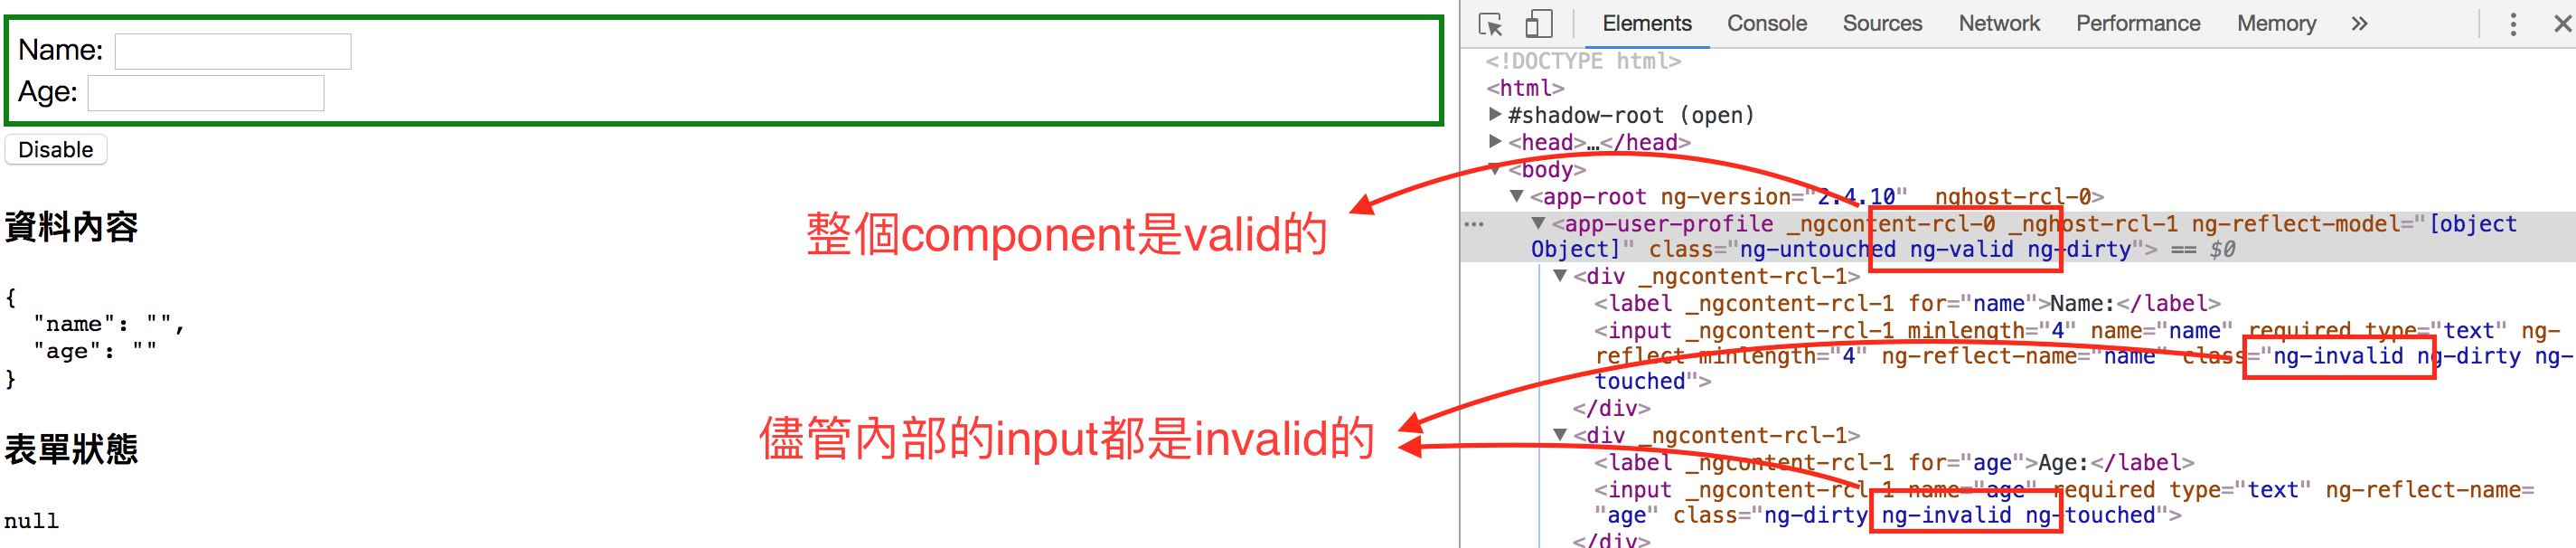 Name:
Age:
Disable
資料內容
{
"name": "",
"age": ""
}
表單狀態
null
整個component是valid的
儘管內部的input都是invalid的
Elements Console Sources Network Performance Memory »
<!DOCTYPE html>
<html>
#shadow-root (open)
<head>…</head>
<body>
<app-root ng-version="2.4.10" _nghost-rcl-0>
<app-user-profile _ngcontent-rcl-0 _nghost-rcl-1 ng-reflect-model="[object
Object]" class="ng-untouched ng-valid ng-dirty"> == $0
<div _ngcontent-rcl-1>
<label _ngcontent-rcl-1 for="name">Name:</label>
<input _ngcontent-rcl-1 minlength="4" name="name" required type="text" ng-
reflect-minlength="4" ng-reflect-name="name" class="ng-invalid ng-dirty ng-
touched">
</div>
<div _ngcontent-rcl-1>
<label _ngcontent-rcl-1 for="age">Age:</label>
<input _ngcontent-rcl-1 name="age" required type="text" ng-reflect-name=
"age" class="ng-dirty ng-invalid ng-touched">
</div>